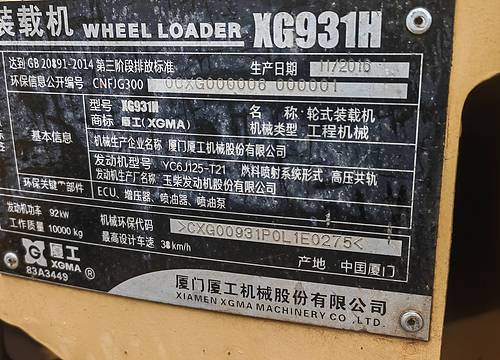 装载机 WHEEL LOADER XG931H
达到 GB 20891-2014 第三阶段排放标准 生产日期 11/2016
环保信息公开编号 CNFJG300 0CXG000008 000001
基本信息 型号 XG931H 名称: 轮式装载机
商标 厦工(XGMA) 机械类型: 工程机械
机械生产企业名称 厦门厦工机械股份有限公司
环保关键部件 发动机型号 YC6J125-T21 燃料喷射系统形式 高压共轨
发动机生产厂名称 玉柴发动机股份有限公司
ECU、增压器、喷油器、喷油泵
发动机功率 92kw 机械环保代码 >CXG00931P0L1E0275<
工作质量 10000 kg 最高设计车速 38km/h
产地 中国厦门
厦工 XGMA ®
83A3449
厦门厦工机械股份有限公司
XIAMEN XGMA MACHINERY CO .,LTD.